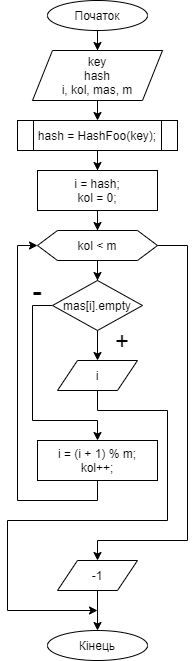 Початок
key
hash
i, kol, mas, m
hash = HashFoo(key);
i = hash;
kol = 0;
kol < m
mas[i].empty
-
+
i
i = (i + 1) % m;
kol++;
-1
Кінець